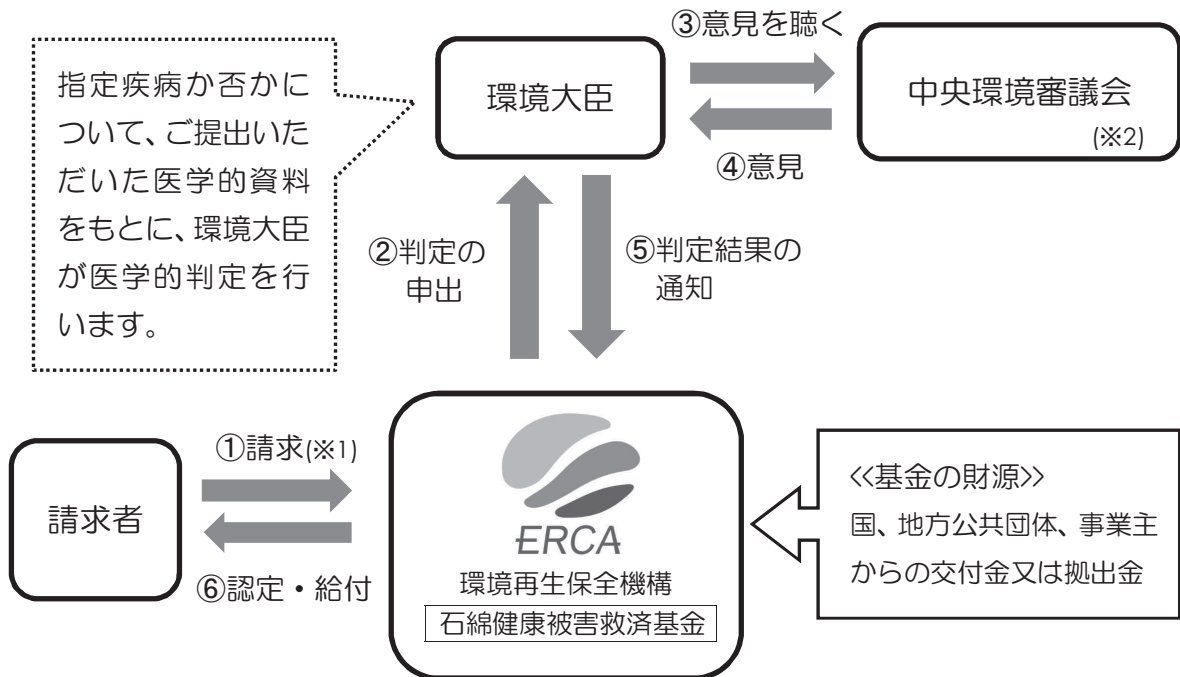 ③意見を聴く
環境大臣
中央環境審議会
(※2)
④意見
指定疾病か否かに
ついて、ご提出いた
だいた医学的資料
をもとに、環境大臣
が医学的判定を行
います。
②判定の
申出
⑤判定結果の
通知
①請求(※1)
請求者
⑥認定・給付
ERCA
環境再生保全機構
石綿健康被害救済基金
≪基金の財源≫
国、地方公共団体、事業主
からの交付金又は拠出金